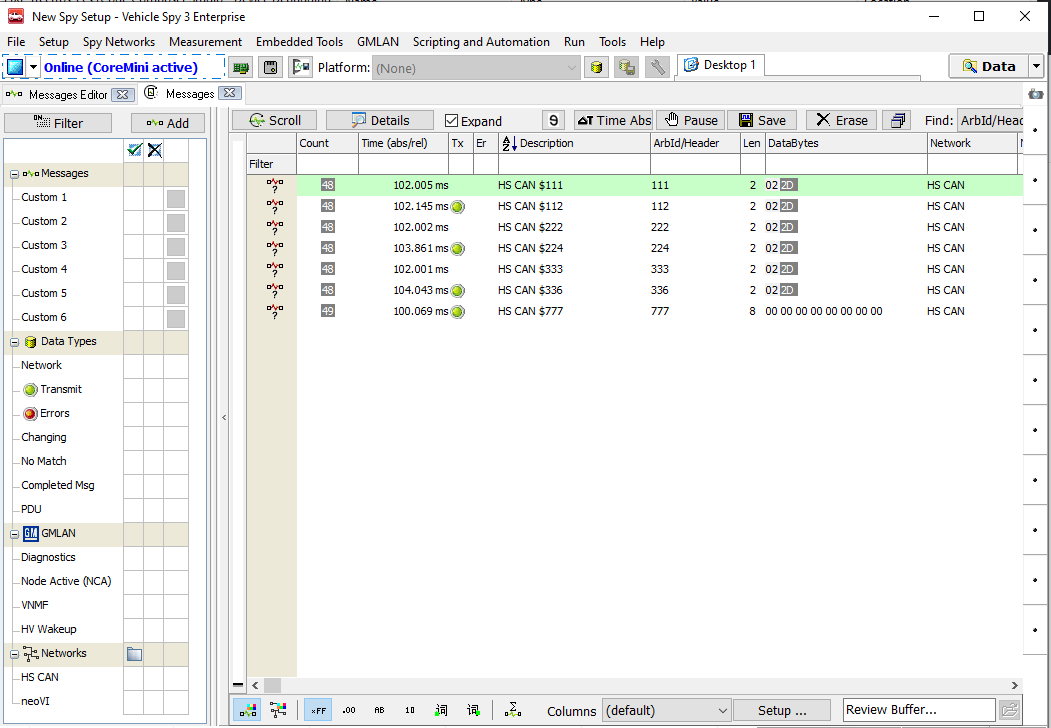 New Spy Setup - Vehicle Spy 3 Enterprise
File Setup Spy Networks Measurement Embedded Tools GMLAN Scripting and Automation Run Tools Help
Online (CoreMini active) Platform: (None) Desktop 1 Data
Messages Editor Messages
Filter Add Scroll Details Expand 9 ΔT Time Abs Pause Save Erase Find: ArbId/Head
Count Time (abs/rel) Tx Er Description ArbId/Header Len DataBytes Network
Filter
Messages
Custom 1
Custom 2
Custom 3
Custom 4
Custom 5
Custom 6
Data Types
Network
Transmit
Errors
Changing
No Match
Completed Msg
PDU
GM GMLAN
Diagnostics
Node Active (NCA)
VNMF
HV Wakeup
Networks
HS CAN
neoVI
48 102.005 ms HS CAN $111 111 2 02 2D HS CAN
48 102.145 ms HS CAN $112 112 2 02 2D HS CAN
48 102.002 ms HS CAN $222 222 2 02 2D HS CAN
48 103.861 ms HS CAN $224 224 2 02 2D HS CAN
48 102.001 ms HS CAN $333 333 2 02 2D HS CAN
48 104.043 ms HS CAN $336 336 2 02 2D HS CAN
49 100.069 ms HS CAN $777 777 8 00 00 00 00 00 00 00 00 HS CAN
×FF .00 AB 10 Columns (default) Setup ... Review Buffer...